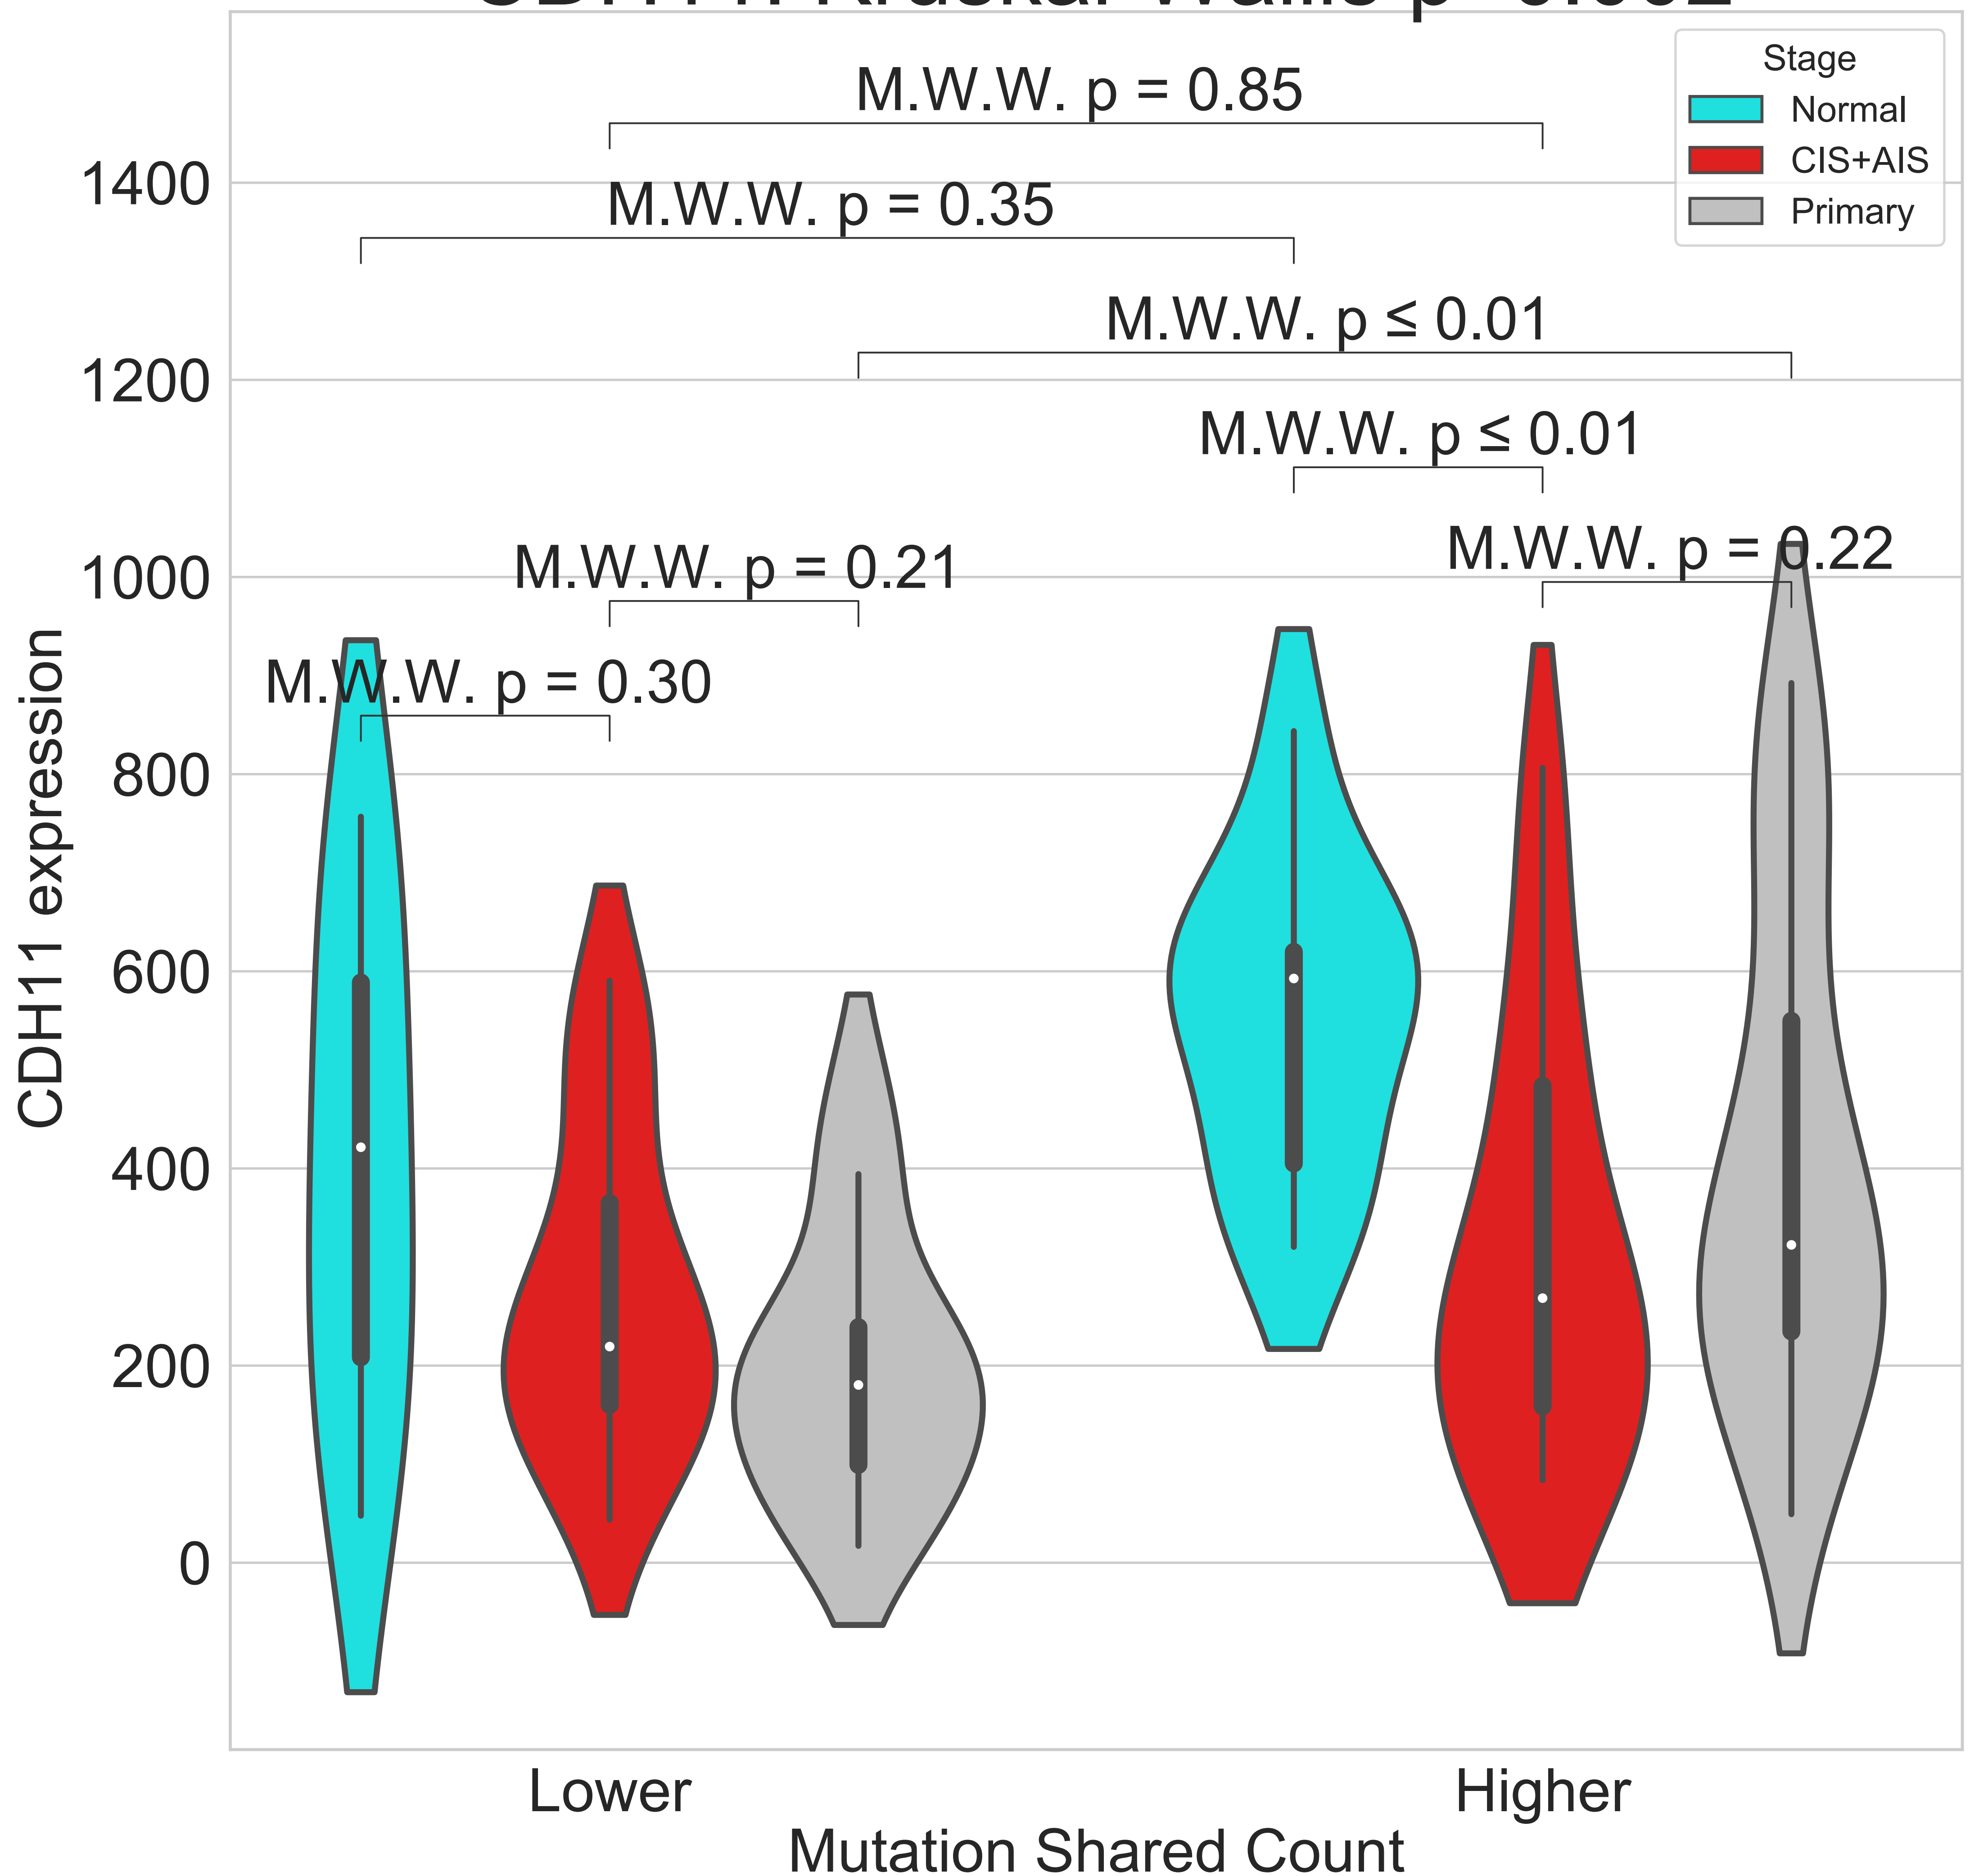 M.W.W. p = 0.85
M.W.W. p = 0.35
M.W.W. p ≤ 0.01
M.W.W. p ≤ 0.01
M.W.W. p = 0.22
M.W.W. p = 0.21
M.W.W. p = 0.30
Stage
Normal
CIS+AIS
Primary
1400
1200
1000
800
600
400
200
0
CDH11 expression
Lower
Higher
Mutation Shared Count